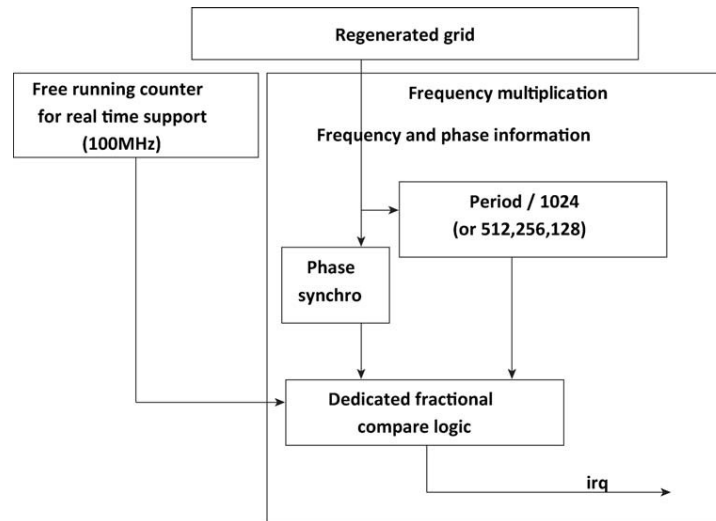 Regenerated grid
Free running counter
for real time support
(100MHz)
Frequency multiplication
Frequency and phase information
Period / 1024
(or 512,256,128)
Phase
synchro
Dedicated fractional
compare logic
irq